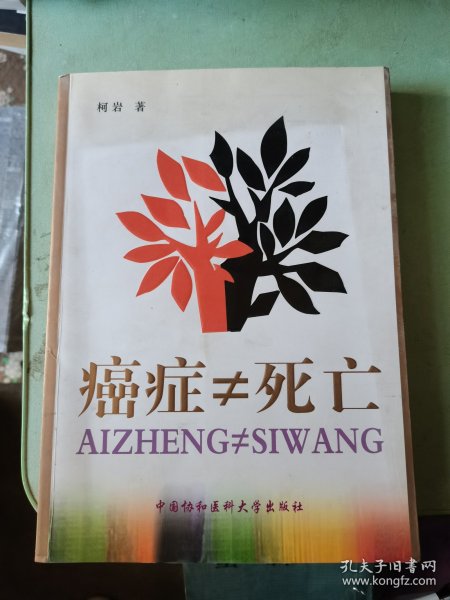 柯岩 著
癌症≠死亡
AIZHENG≠SIWANG
中国协和医科大学出版社
孔夫子旧书网
www.kongfz.com